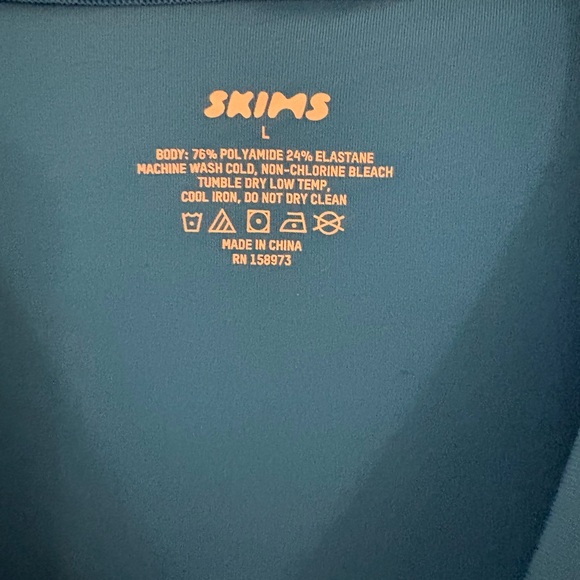 SKIMS
L
BODY: 76% POLYAMIDE 24% ELASTANE
MACHINE WASH COLD, NON-CHLORINE BLEACH
TUMBLE DRY LOW TEMP,
COOL IRON, DO NOT DRY CLEAN
MADE IN CHINA
RN 158973